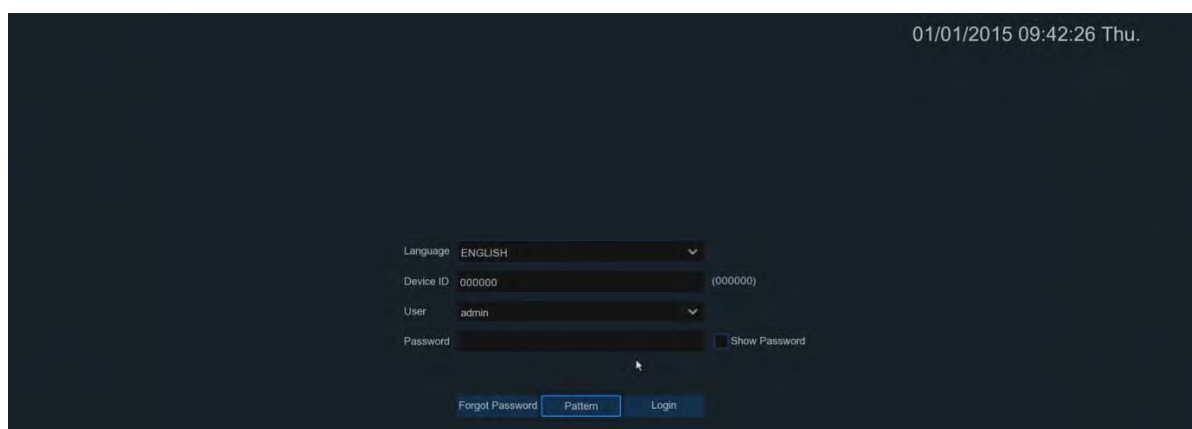 01/01/2015 09:42:26 Thu.
Language ENGLISH
Device ID 000000 (000000)
User admin
Password Show Password
Forgot Password Pattern Login